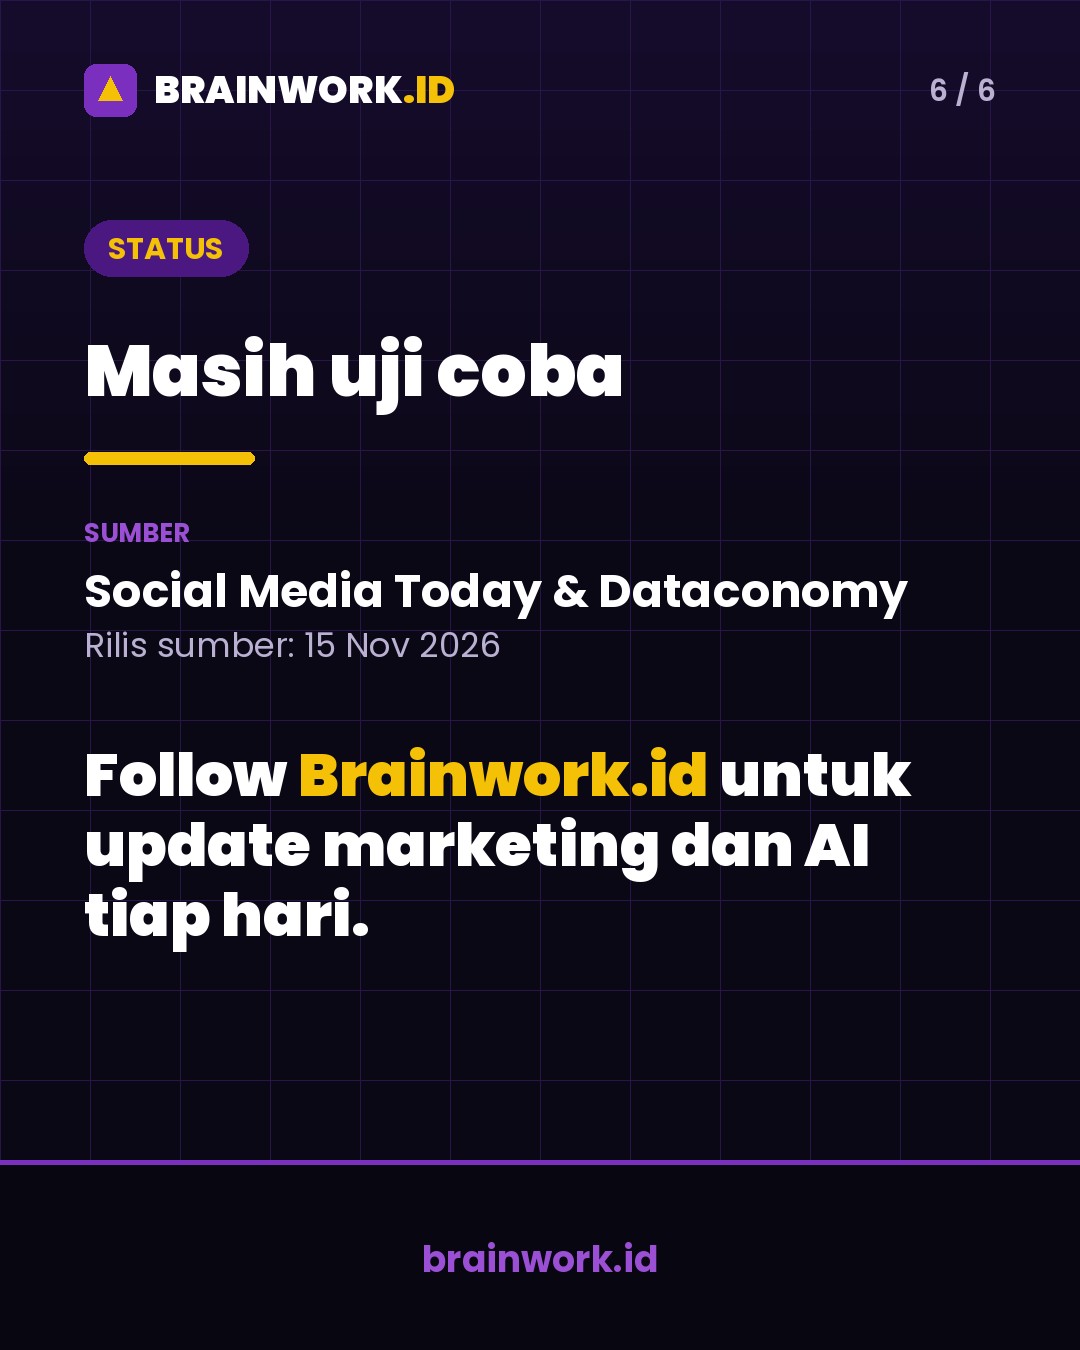 BRAINWORK.ID
6 / 6
STATUS
Masih uji coba
SUMBER
Social Media Today & Dataconomy
Rilis sumber: 15 Nov 2026
Follow Brainwork.id untuk
update marketing dan AI
tiap hari.
brainwork.id